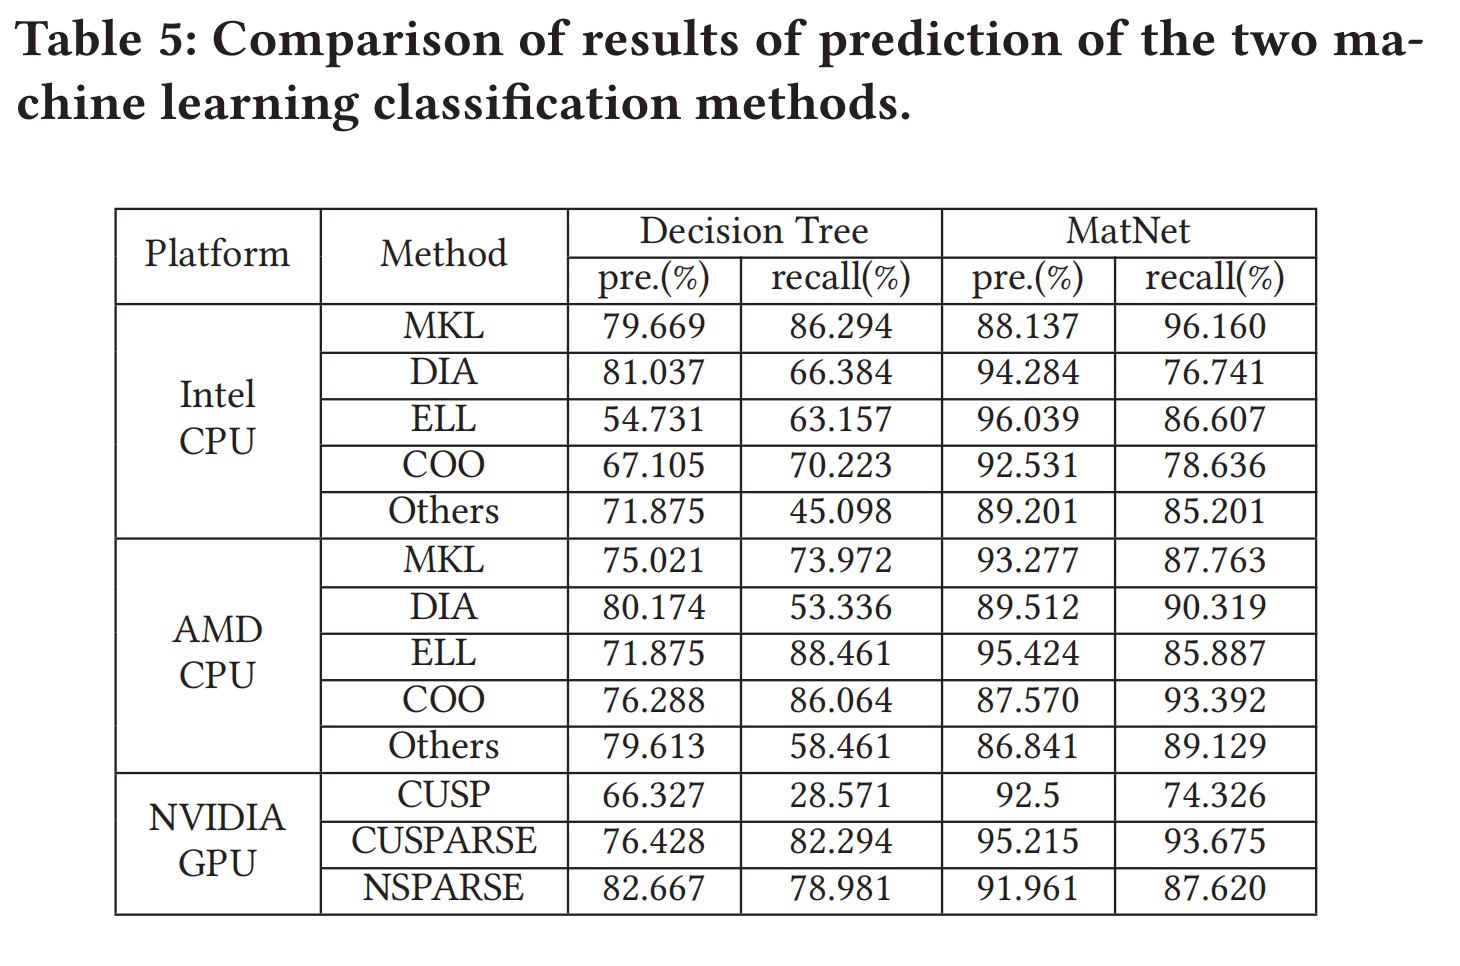 Table 5: Comparison of results of prediction of the two ma-
chine learning classification methods.
Platform Method Decision Tree MatNet
pre.(%) recall(%) pre.(%) recall(%)
Intel CPU
MKL 79.669 86.294 88.137 96.160
DIA 81.037 66.384 94.284 76.741
ELL 54.731 63.157 96.039 86.607
COO 67.105 70.223 92.531 78.636
Others 71.875 45.098 89.201 85.201
AMD CPU
MKL 75.021 73.972 93.277 87.763
DIA 80.174 53.336 89.512 90.319
ELL 71.875 88.461 95.424 85.887
COO 76.288 86.064 87.570 93.392
Others 79.613 58.461 86.841 89.129
NVIDIA GPU
CUSP 66.327 28.571 92.5 74.326
CUSPARSE 76.428 82.294 95.215 93.675
NSPARSE 82.667 78.981 91.961 87.620